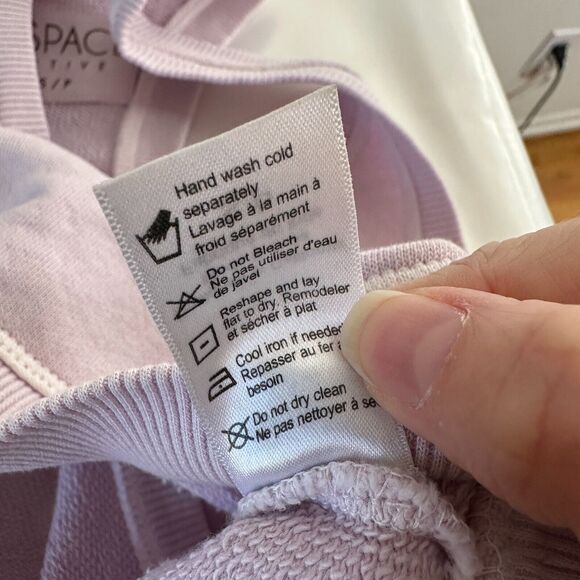 SPACE
S/P
Hand wash cold
separately
Lavage à la main à
froid séparément
Do not Bleach
Ne pas utiliser d'eau
de javel
Reshape and lay
flat to dry. Remodeler
et sécher à plat
Cool iron if needed
Repasser au fer
besoin
Do not dry clean
Ne pas nettoyer à